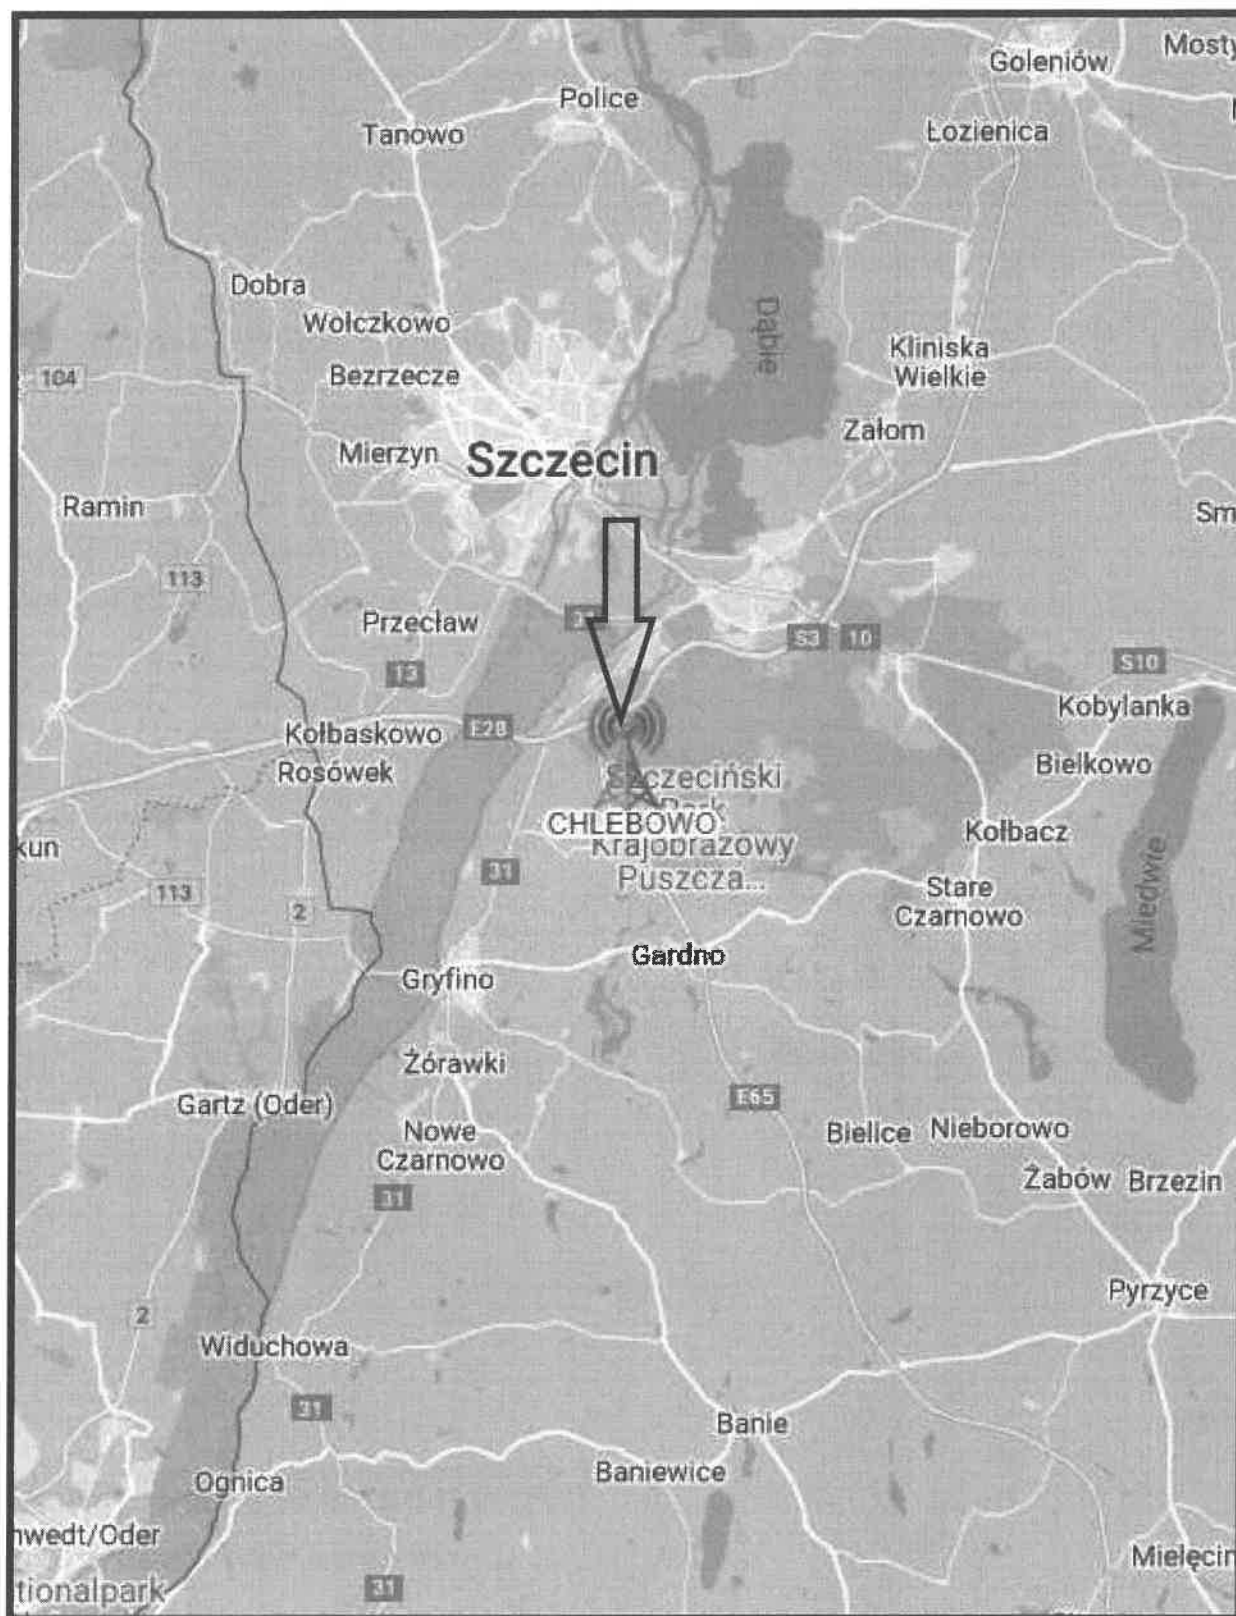 Mosty
Goleniów
Police
Łozienica
Tanowo
Dobra
Wołczkowo
Dąbie
Kliniska
Wielkie
104
Bezrzecze
Załom
Mierzyn
Szczecin
Ramin
Sm
113
Przecław
S3
10
S10
13
Kobylanka
Kołbaskowo
E28
Bielkowo
Rosówek
Szczeciński
Park
CHLEBOWO
Krajobrazowy
Puszcza...
Kołbacz
kun
Miedwie
31
113
2
Stare
Czarnowo
Gardno
Gryfino
Żórawki
E65
Gartz (Oder)
Nowe
Czarnowo
Bielice
Nieborowo
Żabów
Brzezin
31
Pyrzyce
2
Widuchowa
31
Banie
Baniewice
Ognica
hwedt/Oder
Mielęcin
31
tionalpark